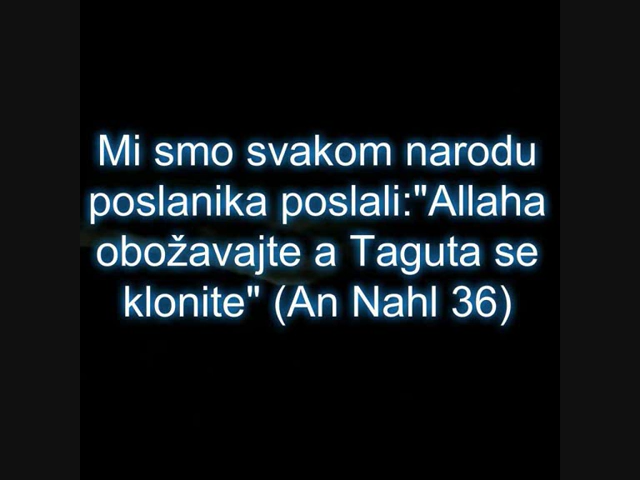 Mi smo svakom narodu
poslanika poslali:"Allaha
obožavajte a Taguta se
klonite" (An Nahl 36)